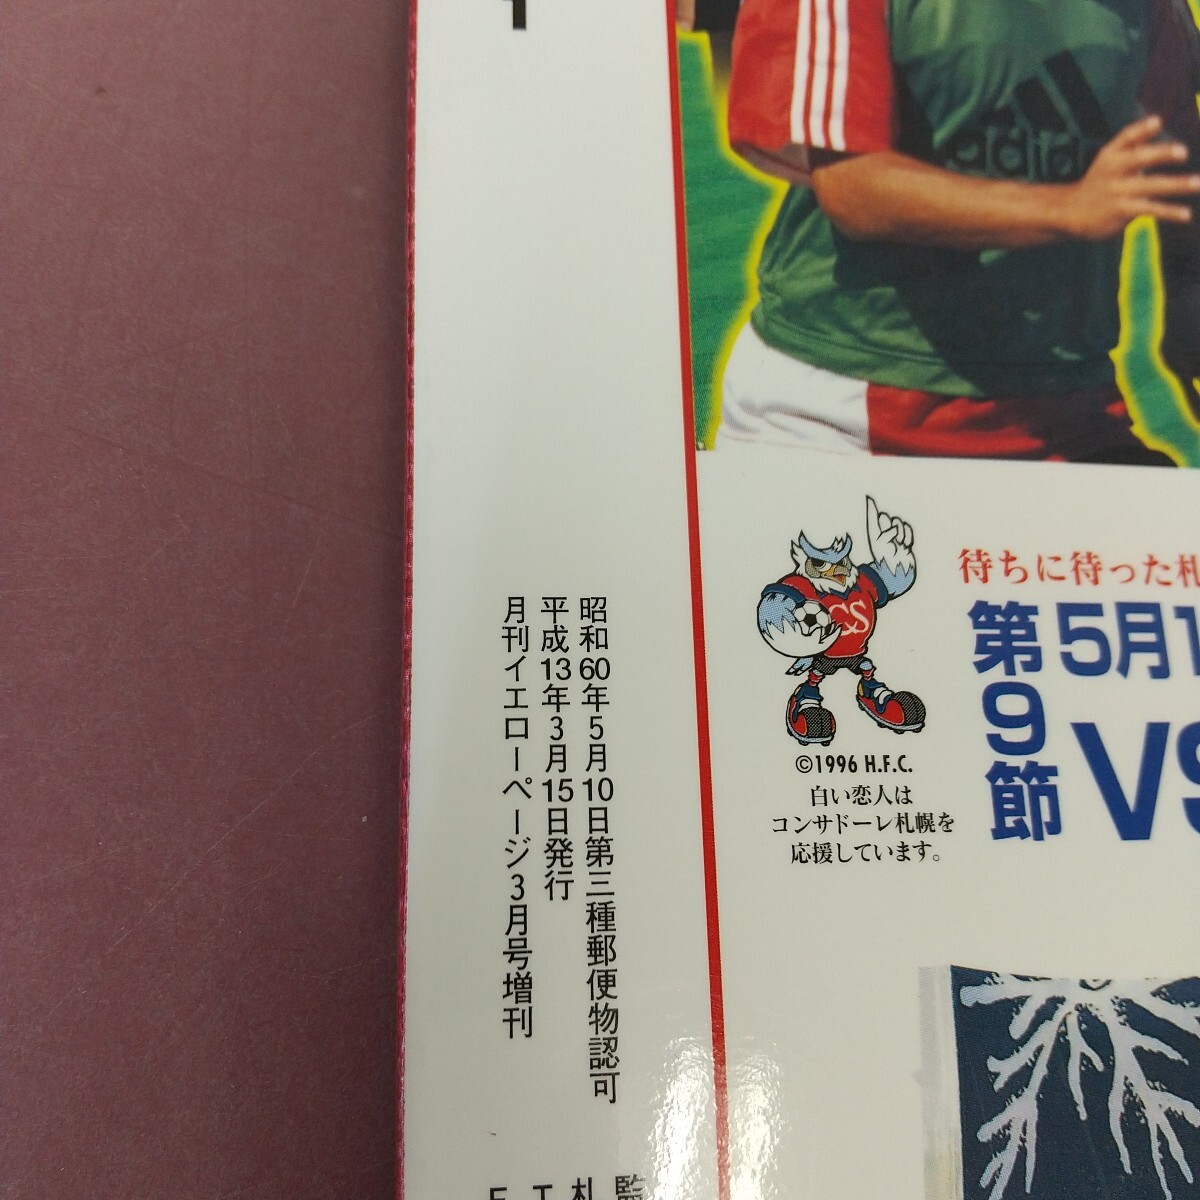 adida
CS
待ちに待った札
第9節
5月1
VS
©1996 H.F.C.
白い恋人は
コンサドーレ札幌を
応援しています。
昭和60年5月10日第三種郵便物認可
平成13年3月15日発行
月刊イエローページ3月号増刊
監
札
T